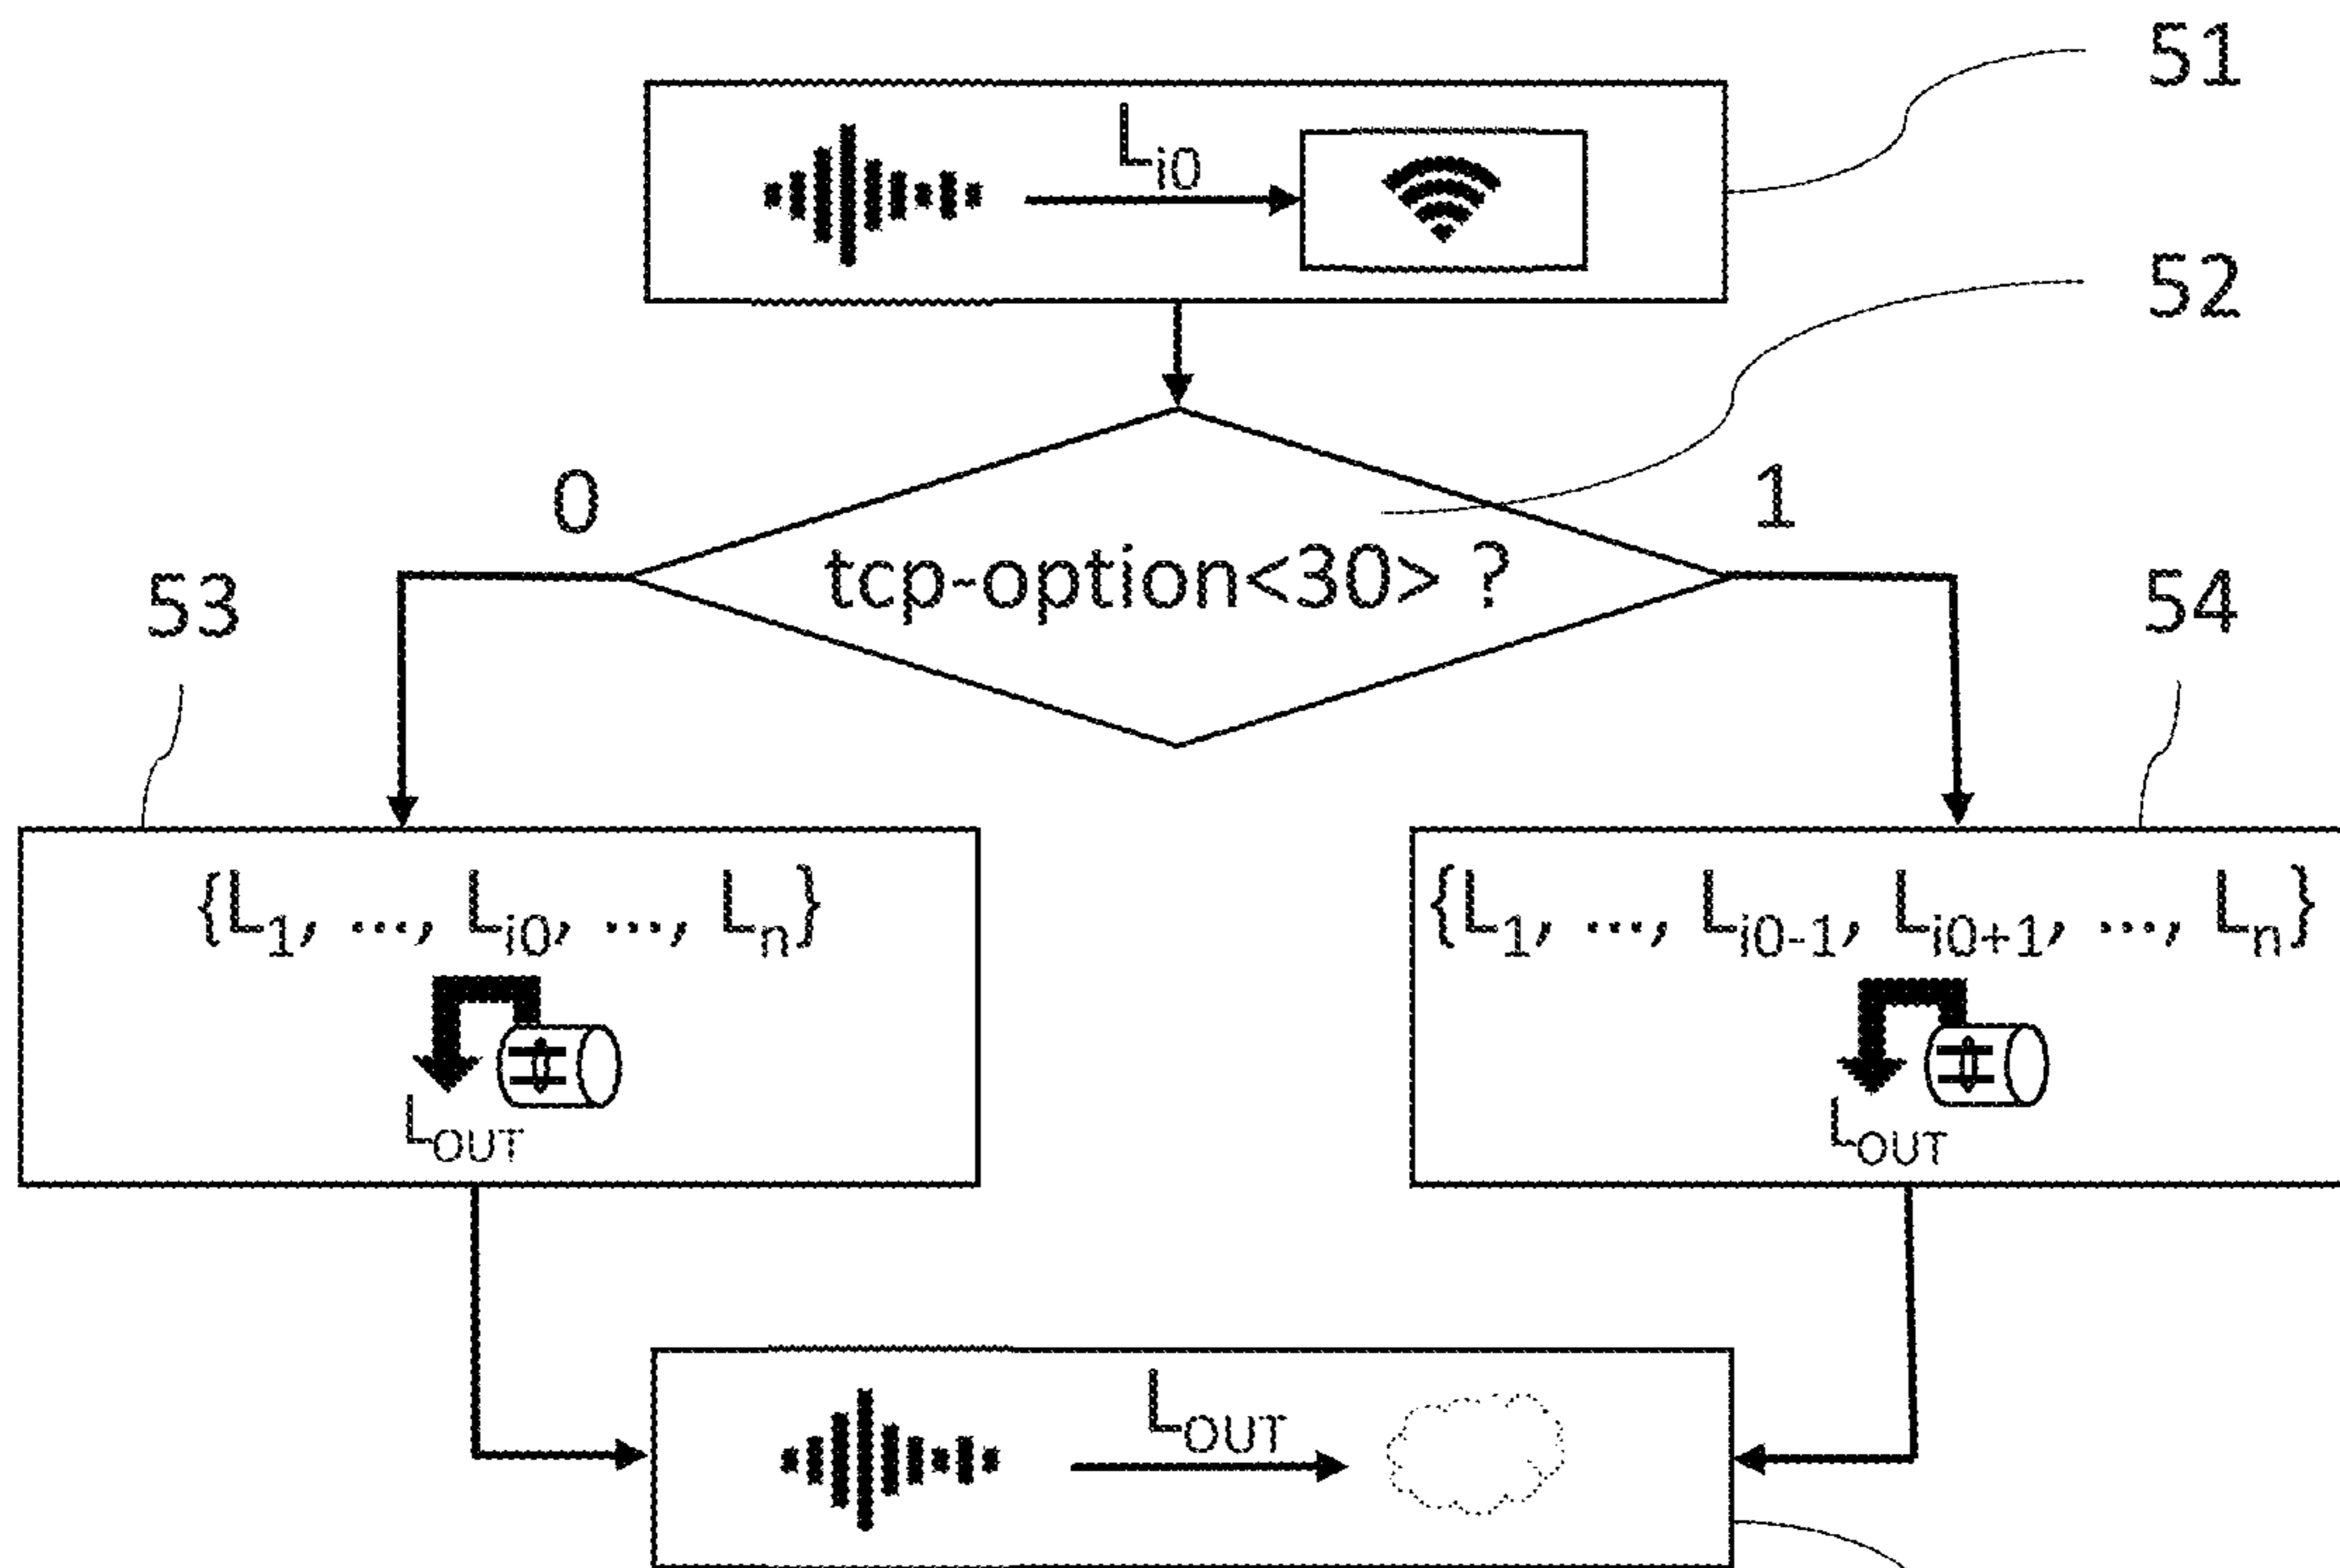 51
L_i0
52
0
1
tcp-option<30> ?
53
54
{L_1, ..., L_i0, ..., L_n}
{L_1, ..., L_i0-1, L_i0+1, ..., L_n}
L_OUT
L_OUT
L_OUT